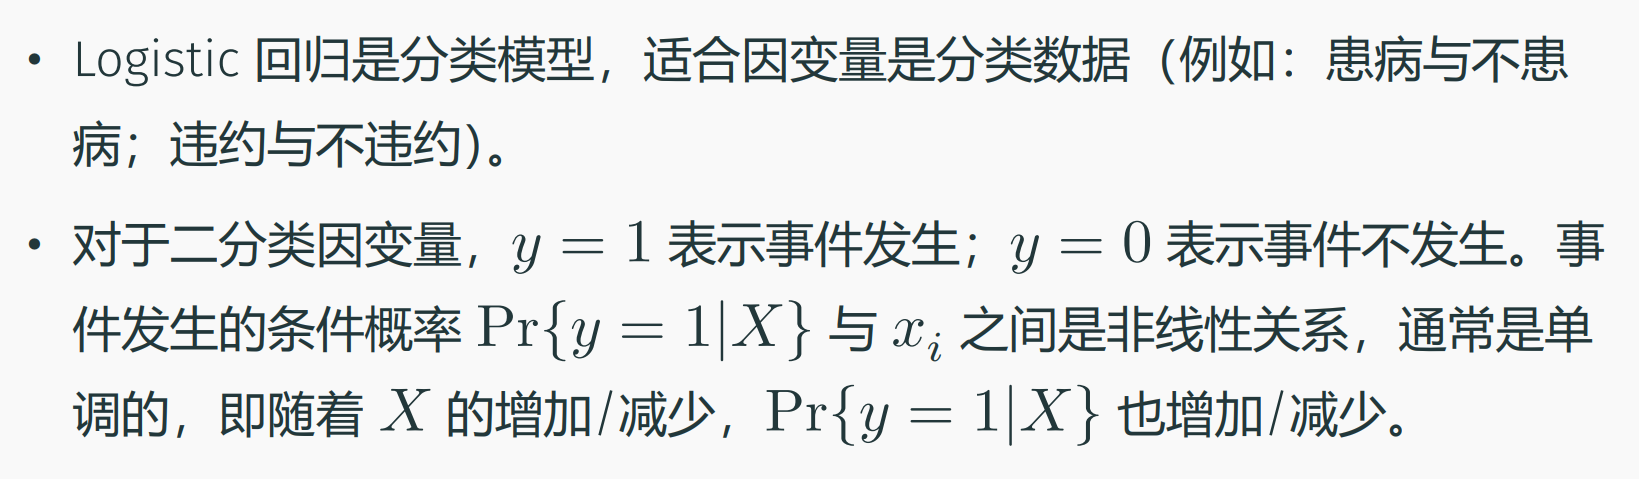 • Logistic 回归是分类模型，适合因变量是分类数据（例如：患病与不患
病；违约与不违约)。
• 对于二分类因变量，y = 1 表示事件发生；y = 0 表示事件不发生。事
件发生的条件概率 Pr{y = 1|X} 与 x_i 之间是非线性关系，通常是单
调的，即随着 X 的增加/减少，Pr{y = 1|X} 也增加/减少。